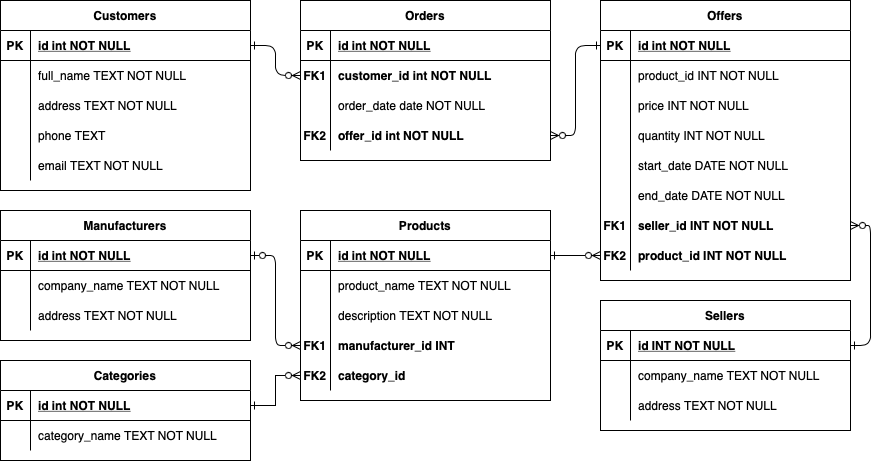 Customers
PK id int NOT NULL
full_name TEXT NOT NULL
address TEXT NOT NULL
phone TEXT
email TEXT NOT NULL
Orders
PK id int NOT NULL
FK1 customer_id int NOT NULL
order_date date NOT NULL
FK2 offer_id int NOT NULL
Offers
PK id int NOT NULL
product_id INT NOT NULL
price INT NOT NULL
quantity INT NOT NULL
start_date DATE NOT NULL
end_date DATE NOT NULL
FK1 seller_id INT NOT NULL
FK2 product_id INT NOT NULL
Manufacturers
PK id int NOT NULL
company_name TEXT NOT NULL
address TEXT NOT NULL
Products
PK id int NOT NULL
product_name TEXT NOT NULL
description TEXT NOT NULL
FK1 manufacturer_id INT
FK2 category_id
Sellers
PK id INT NOT NULL
company_name TEXT NOT NULL
address TEXT NOT NULL
Categories
PK id int NOT NULL
category_name TEXT NOT NULL